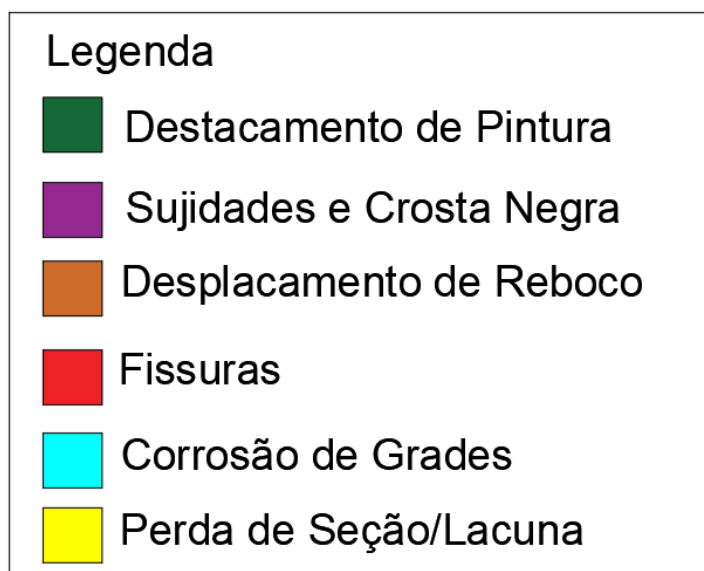 Legenda
Destacamento de Pintura
Sujidades e Crosta Negra
Desplacamento de Reboco
Fissuras
Corrosão de Grades
Perda de Seção/Lacuna